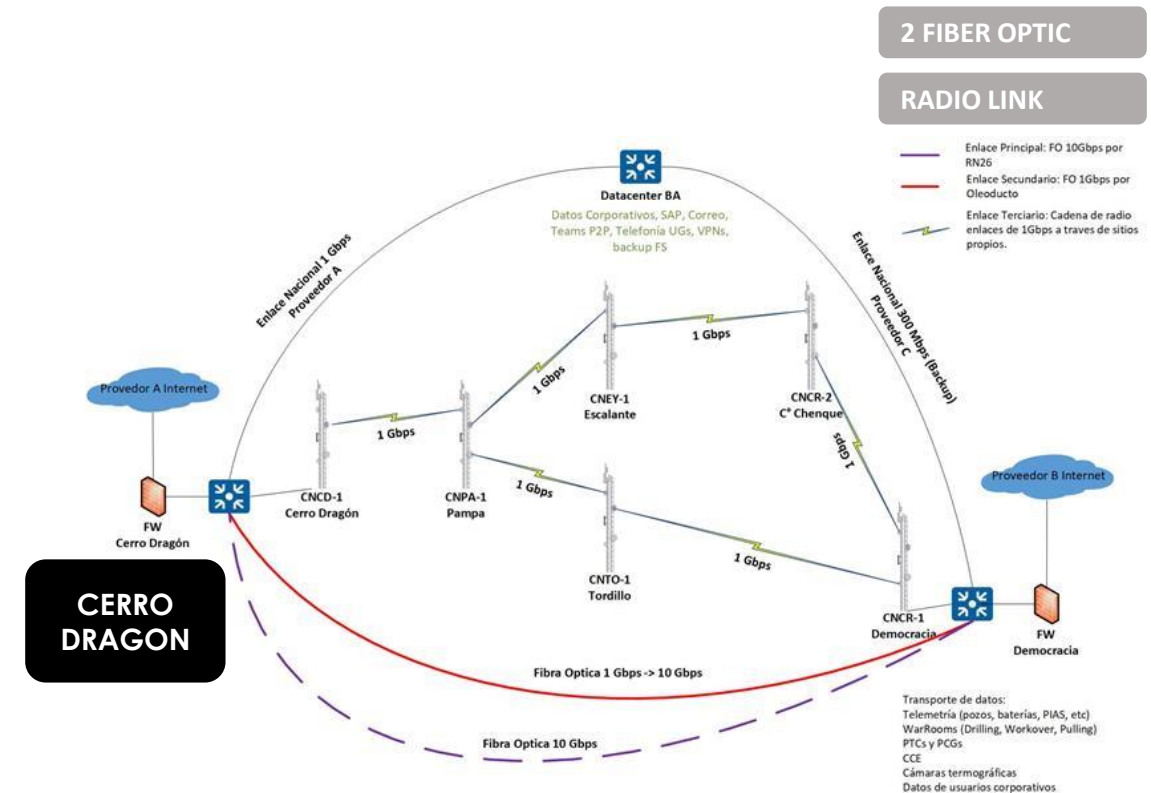 2 FIBER OPTIC
RADIO LINK
Enlace Principal: FO 10Gbps por
RN26
Enlace Secundario: FO 1Gbps por
Oleoducto
Enlace Terciario: Cadena de radio
enlaces de 1Gbps a traves de sitios
propios.
Datacenter BA
Datos Corporativos, SAP, Correo,
Teams P2P, Telefonía UGs, VPNs,
backup FS
Enlace Nacional 1 Gbps
Proveedor A
Enlace Nacional 300 Mbps (Backup)
Proveedor C
Provedor A Internet
1 Gbps
1 Gbps
1 Gbps
CNEY-1
Escalante
CNCR-2
C° Chenque
1 Gbps
Proveedor B Internet
CNCD-1
Cerro Dragón
CNPA-1
Pampa
1 Gbps
FW
Cerro Dragón
1 Gbps
CNTO-1
Tordillo
CNCR-1
Democracia
FW
Democracia
CERRO
DRAGON
Fibra Optica 1 Gbps -> 10 Gbps
Fibra Optica 10 Gbps
Transporte de datos:
Telemetría (pozos, baterías, PIAS, etc)
WarRooms (Drilling, Workover, Pulling)
PTCs y PCGs
CCE
Cámaras termográficas
Datos de usuarios corporativos